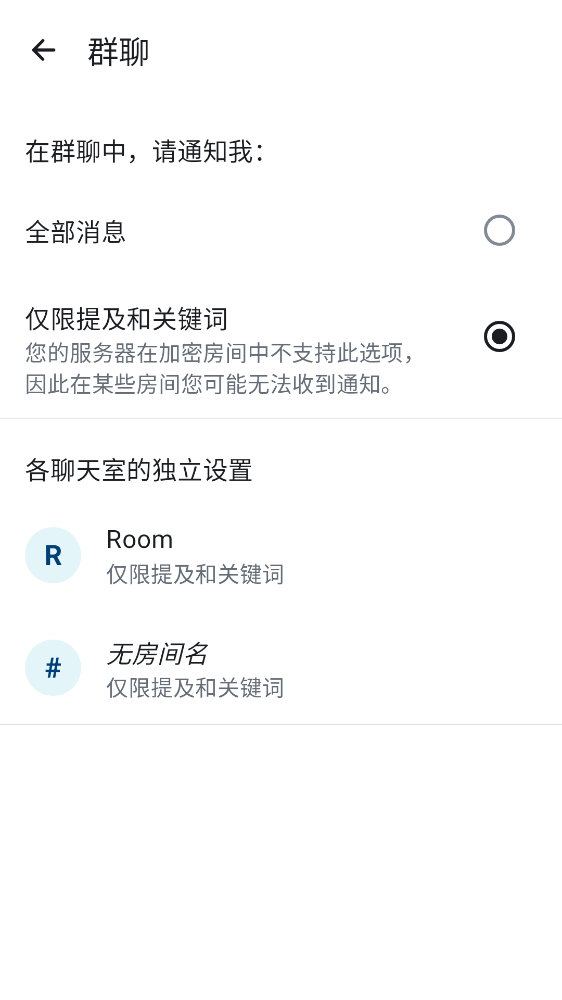 群聊
在群聊中，请通知我：
全部消息
仅限提及和关键词
您的服务器在加密房间中不支持此选项，
因此在某些房间您可能无法收到通知。
各聊天室的独立设置
R
Room
仅限提及和关键词
#
无房间名
仅限提及和关键词